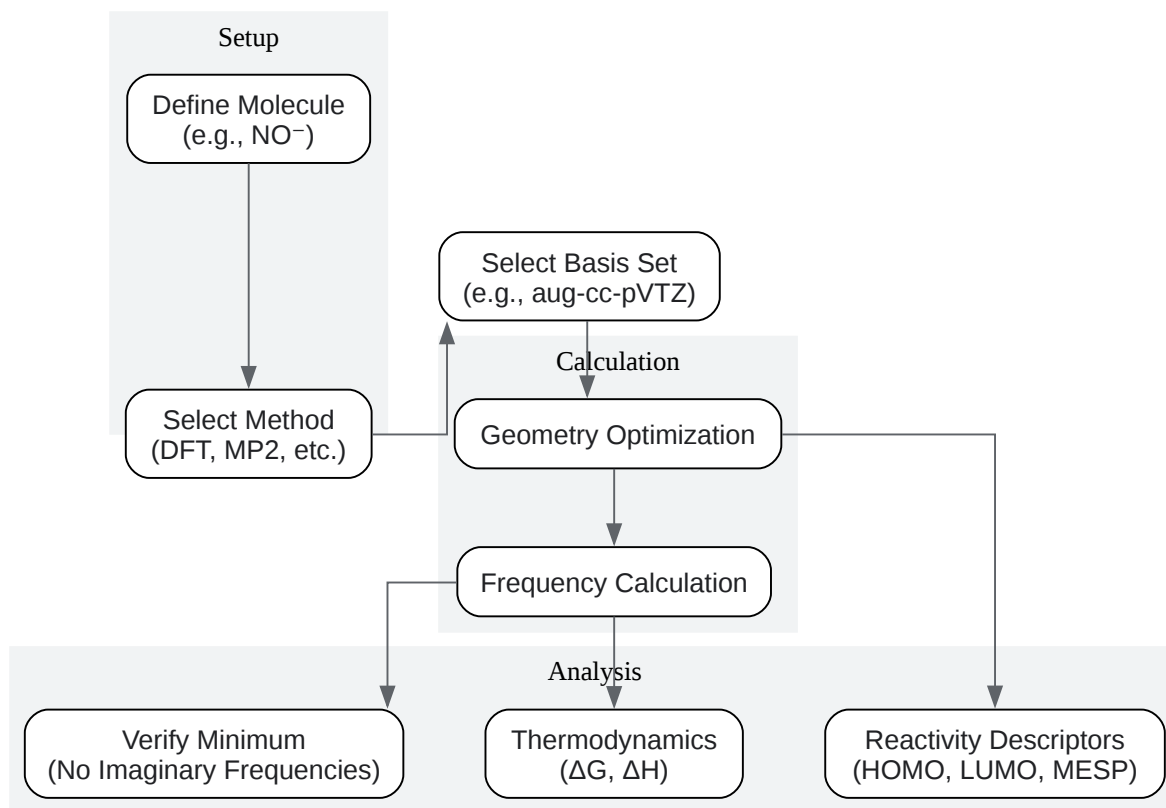 Setup
Define Molecule
(e.g., NO⁻)
Select Basis Set
(e.g., aug-cc-pVTZ)
Calculation
Select Method
(DFT, MP2, etc.)
Geometry Optimization
Frequency Calculation
Analysis
Verify Minimum
(No Imaginary Frequencies)
Thermodynamics
(ΔG, ΔH)
Reactivity Descriptors
(HOMO, LUMO, MESP)